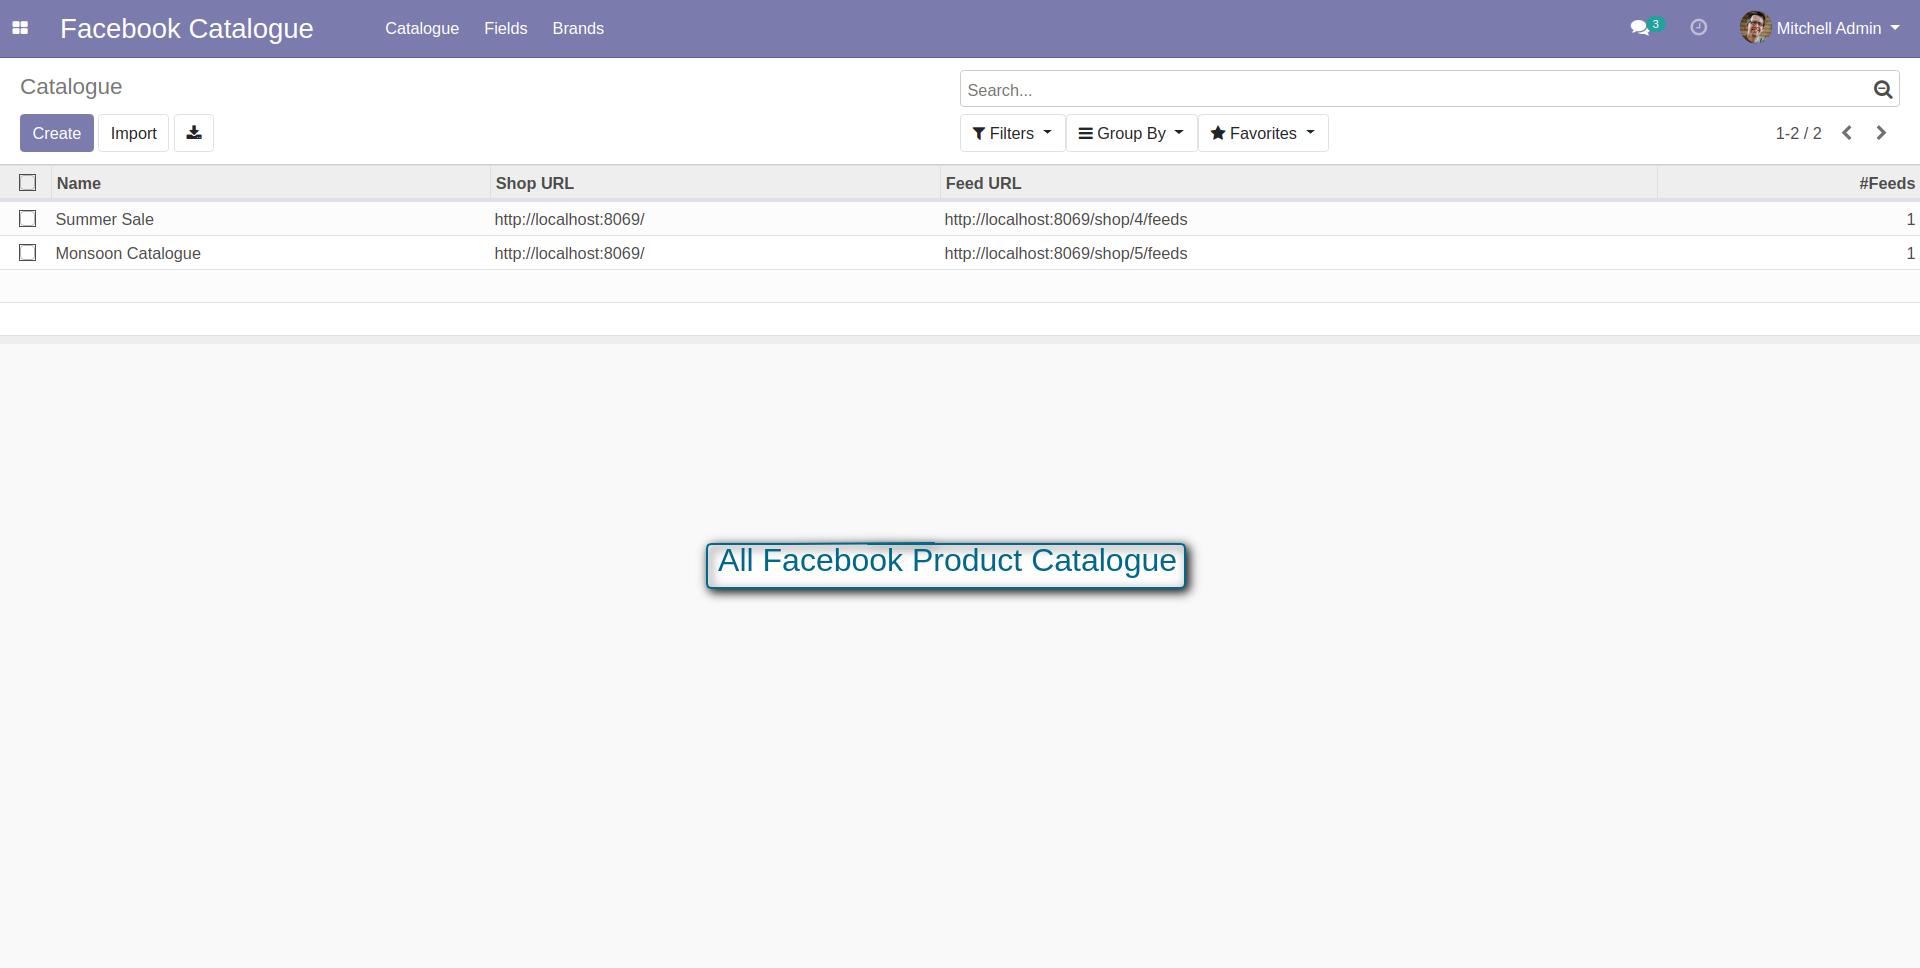 Facebook Catalogue Catalogue Fields Brands 3 Mitchell Admin
Catalogue
Search...
Create Import Filters Group By Favorites 1-2 / 2
Name Shop URL Feed URL #Feeds
Summer Sale http://localhost:8069/ http://localhost:8069/shop/4/feeds 1
Monsoon Catalogue http://localhost:8069/ http://localhost:8069/shop/5/feeds 1
All Facebook Product Catalogue